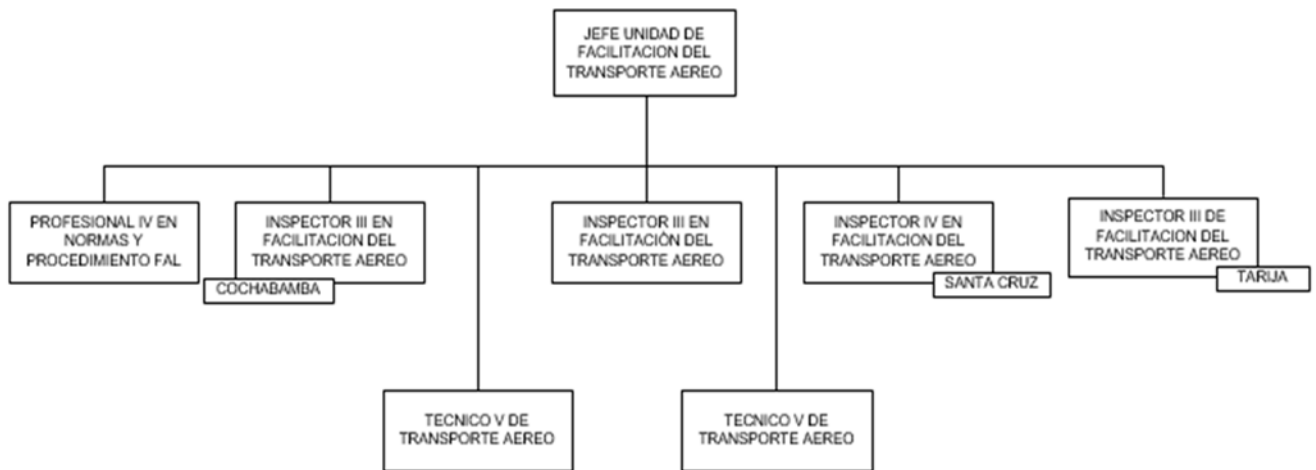 JEFE UNIDAD DE
FACILITACION DEL
TRANSPORTE AEREO
PROFESIONAL IV EN
NORMAS Y
PROCEDIMIENTO FAL
INSPECTOR III EN
FACILITACION DEL
TRANSPORTE AEREO
COCHABAMBA
INSPECTOR III EN
FACILITACIÓN DEL
TRANSPORTE AEREO
INSPECTOR IV EN
FACILITACION DEL
TRANSPORTE AEREO
SANTA CRUZ
INSPECTOR III DE
FACILITACION DEL
TRANSPORTE AEREO
TARIJA
TECNICO V DE
TRANSPORTE AEREO
TECNICO V DE
TRANSPORTE AEREO